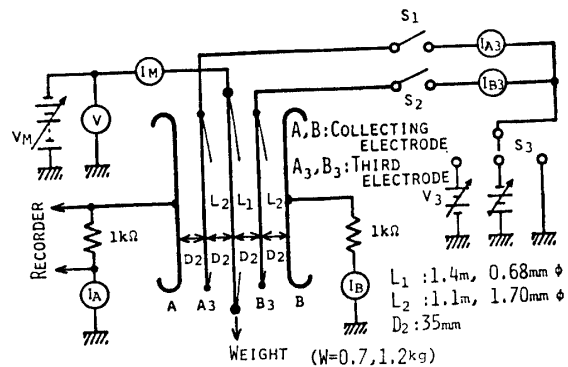 S1
IA3
IM
IB3
S2
VM
V
A,B:COLLECTING
ELECTRODE
A3,B3:THIRD
ELECTRODE
S3
V3
L2 L1 L2
RECORDER
1kΩ
1kΩ
D2 D2 D2 D2
IA
IB
A A3 B3 B
L1 :1.4m, 0.68mm φ
L2 :1.1m, 1.70mm φ
D2:35mm
WEIGHT (W=0.7,1.2kg)